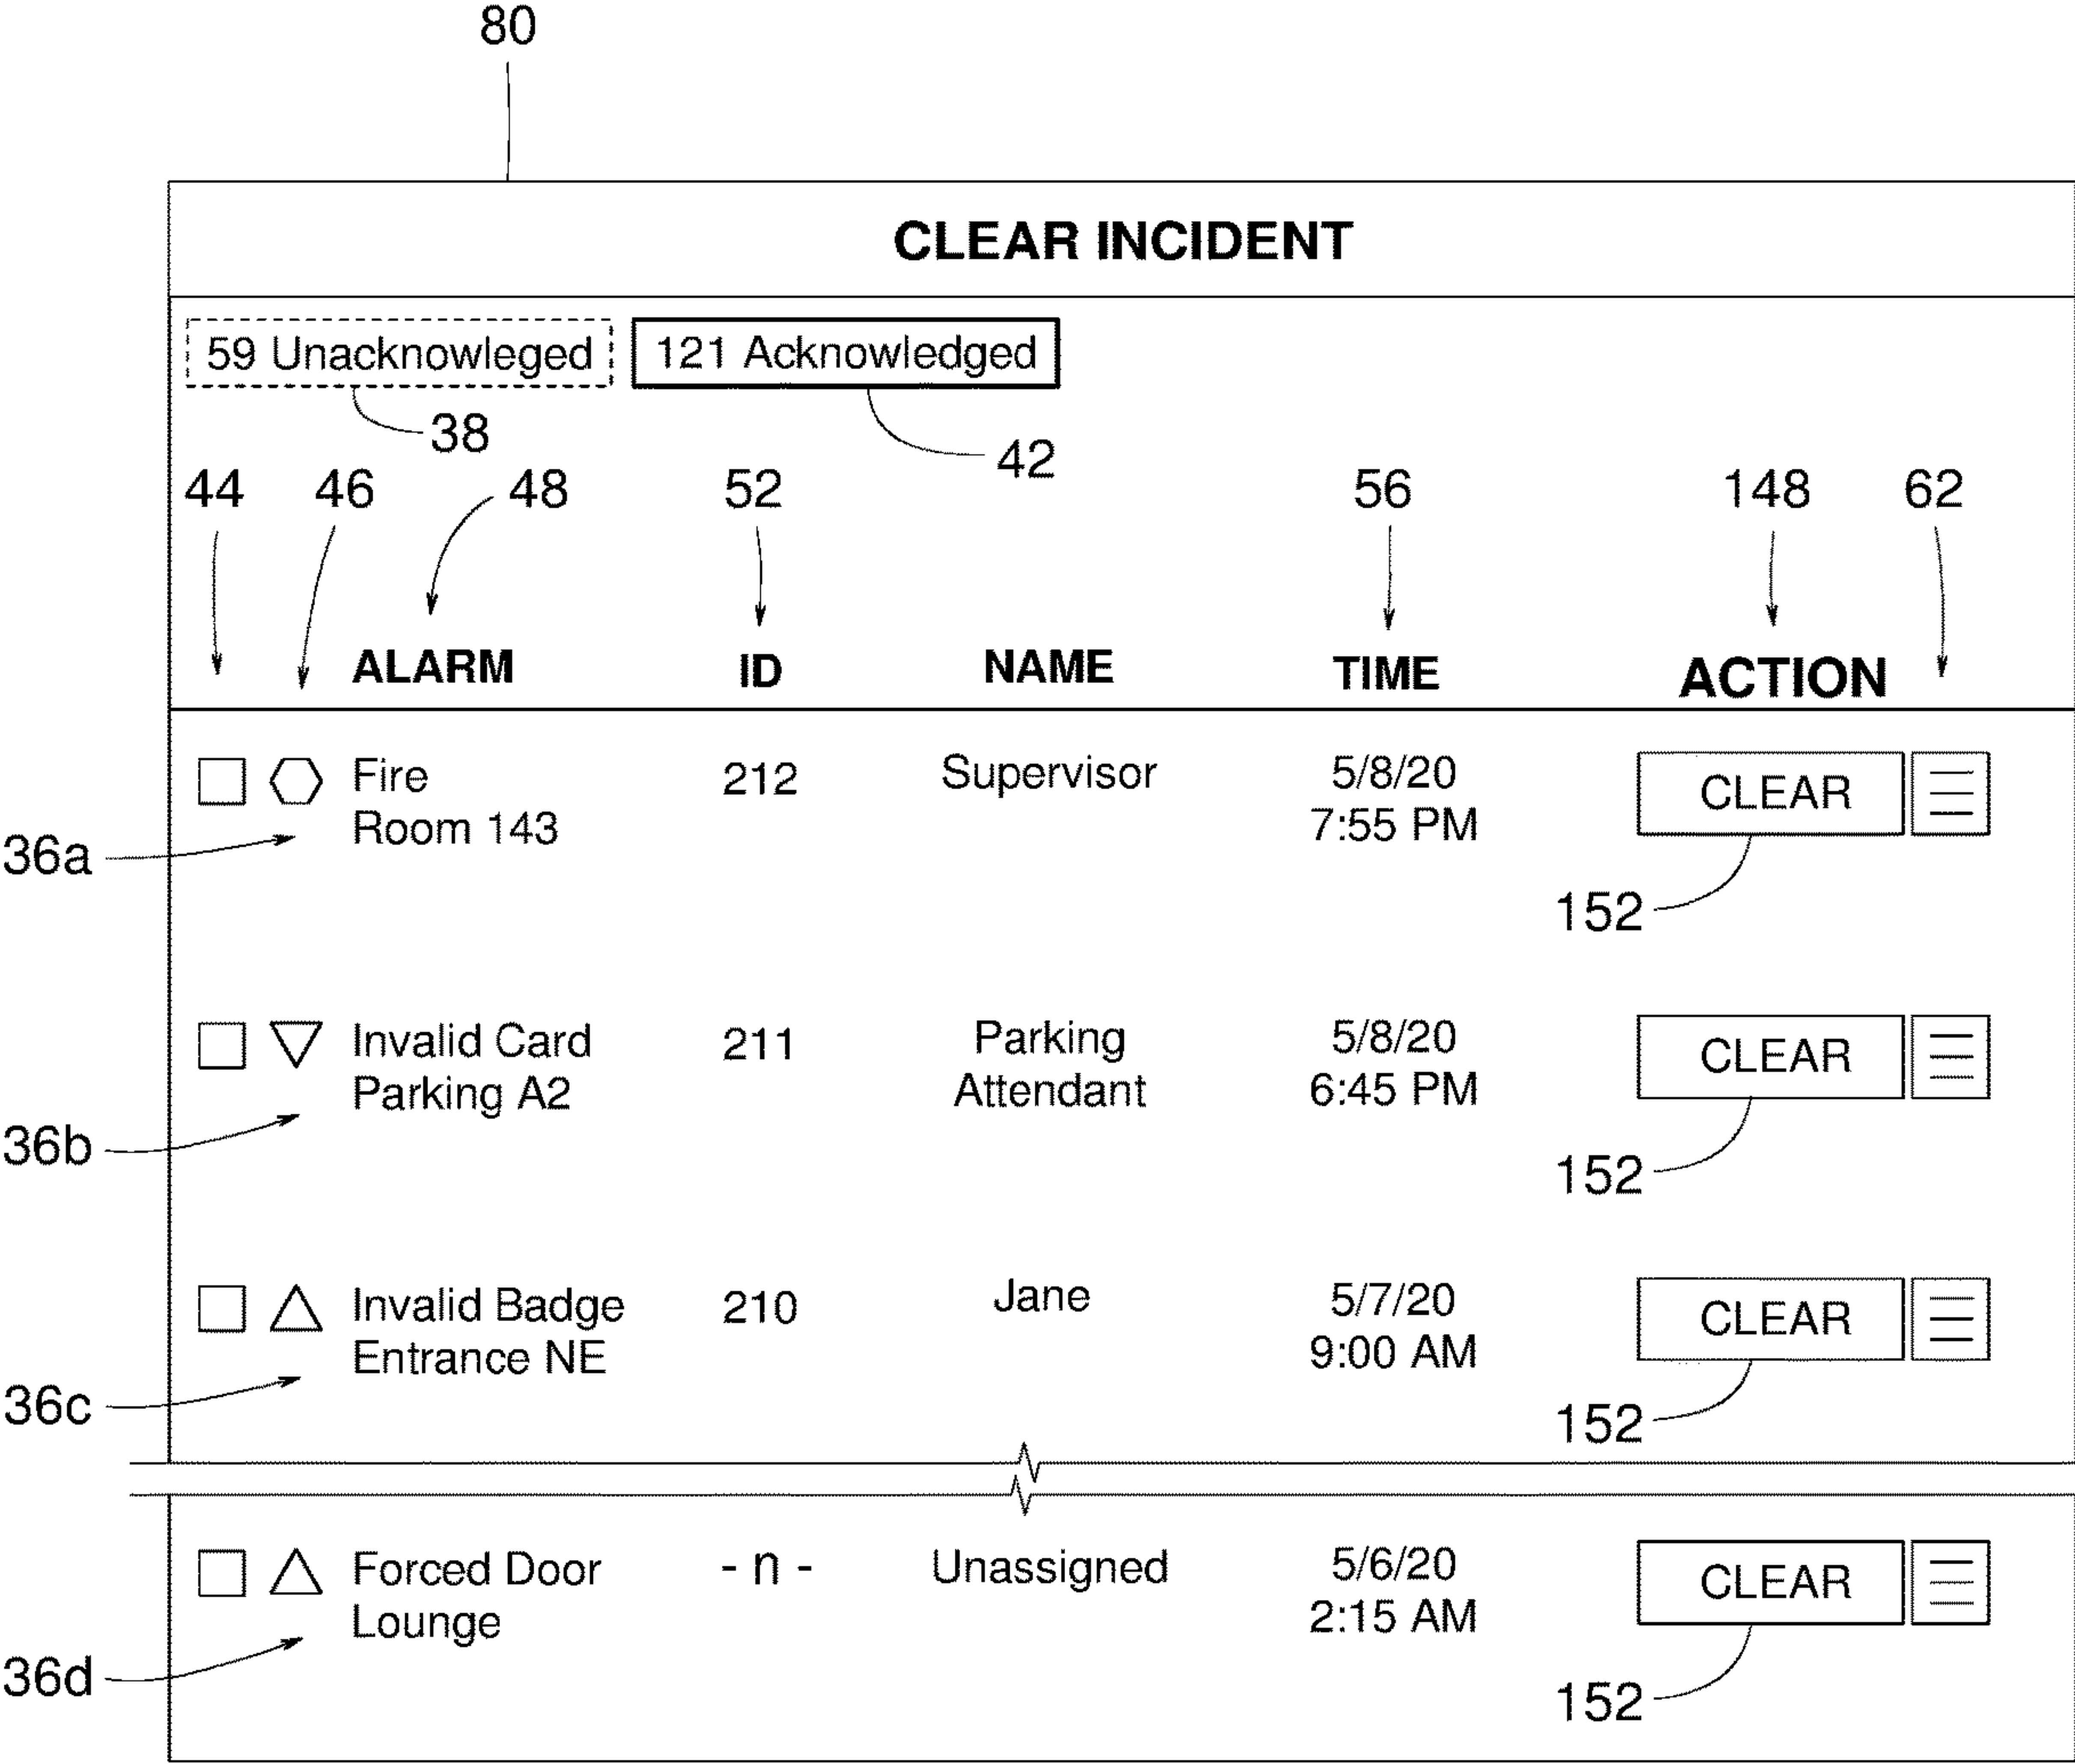 80
CLEAR INCIDENT
59 Unacknowleged
121 Acknowledged
38
42
44 46 48 52 56 148 62
ALARM ID NAME TIME ACTION
Fire 212 Supervisor 5/8/20 CLEAR
Room 143 7:55 PM
36a
152
Invalid Card 211 Parking 5/8/20 CLEAR
Parking A2 Attendant 6:45 PM
36b
152
Invalid Badge 210 Jane 5/7/20 CLEAR
Entrance NE 9:00 AM
36c
152
Forced Door - n - Unassigned 5/6/20 CLEAR
Lounge 2:15 AM
36d
152